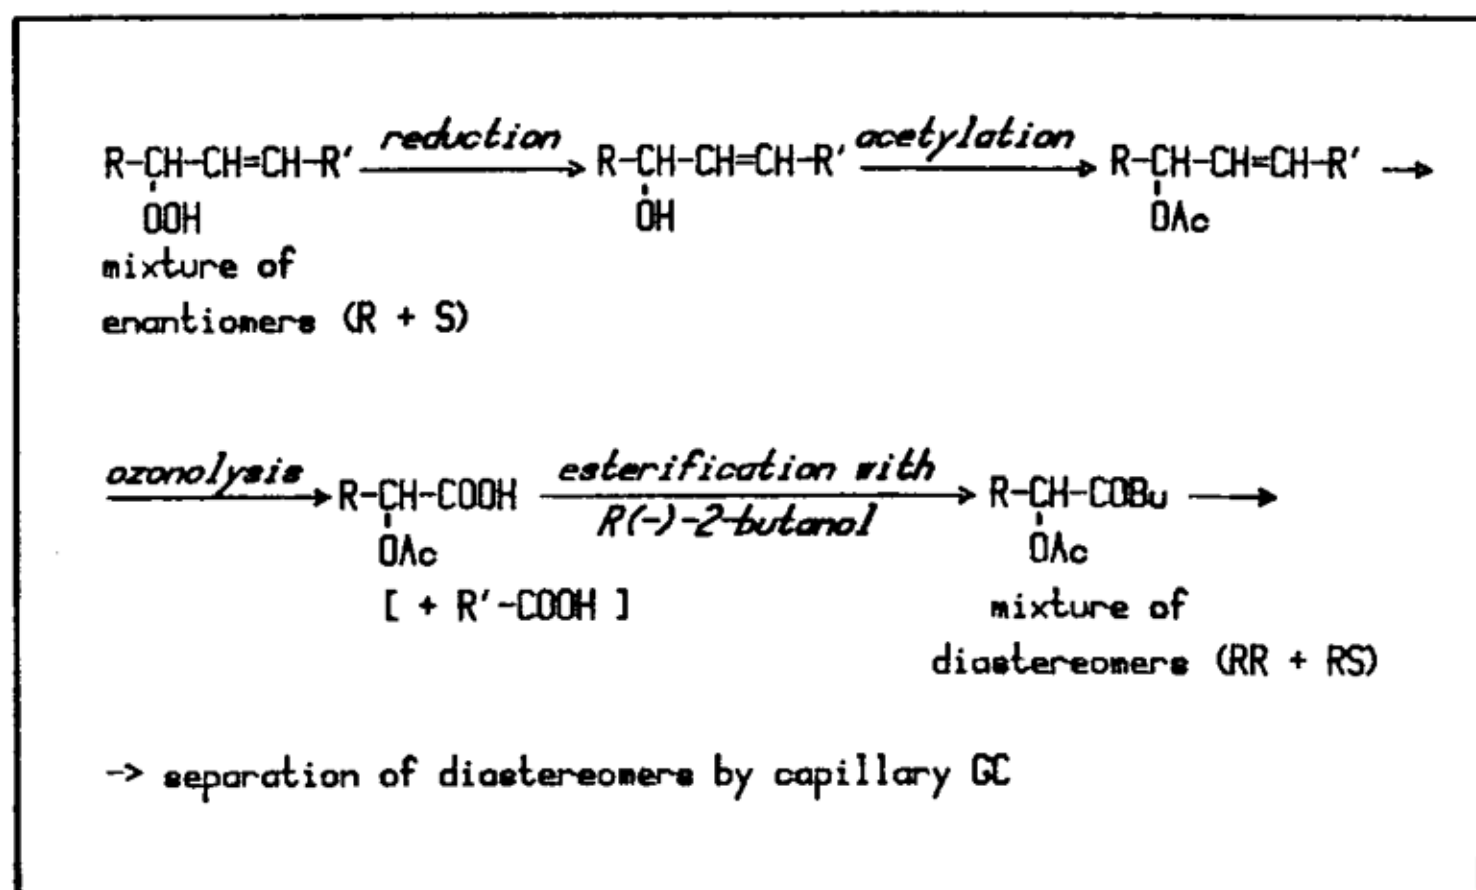 reduction acetylation
R-CH-CH=CH-R' R-CH-CH=CH-R' R-CH-CH=CH-R'
OOH OH OAc
mixture of
enantiomers (R + S)
ozonolysis esterification with
R-CH-COOH R-CH-COBu
R(-)-2-butanol
OAc OAc
[ + R'-COOH ] mixture of
diastereomers (RR + RS)
-> separation of diastereomers by capillary GC